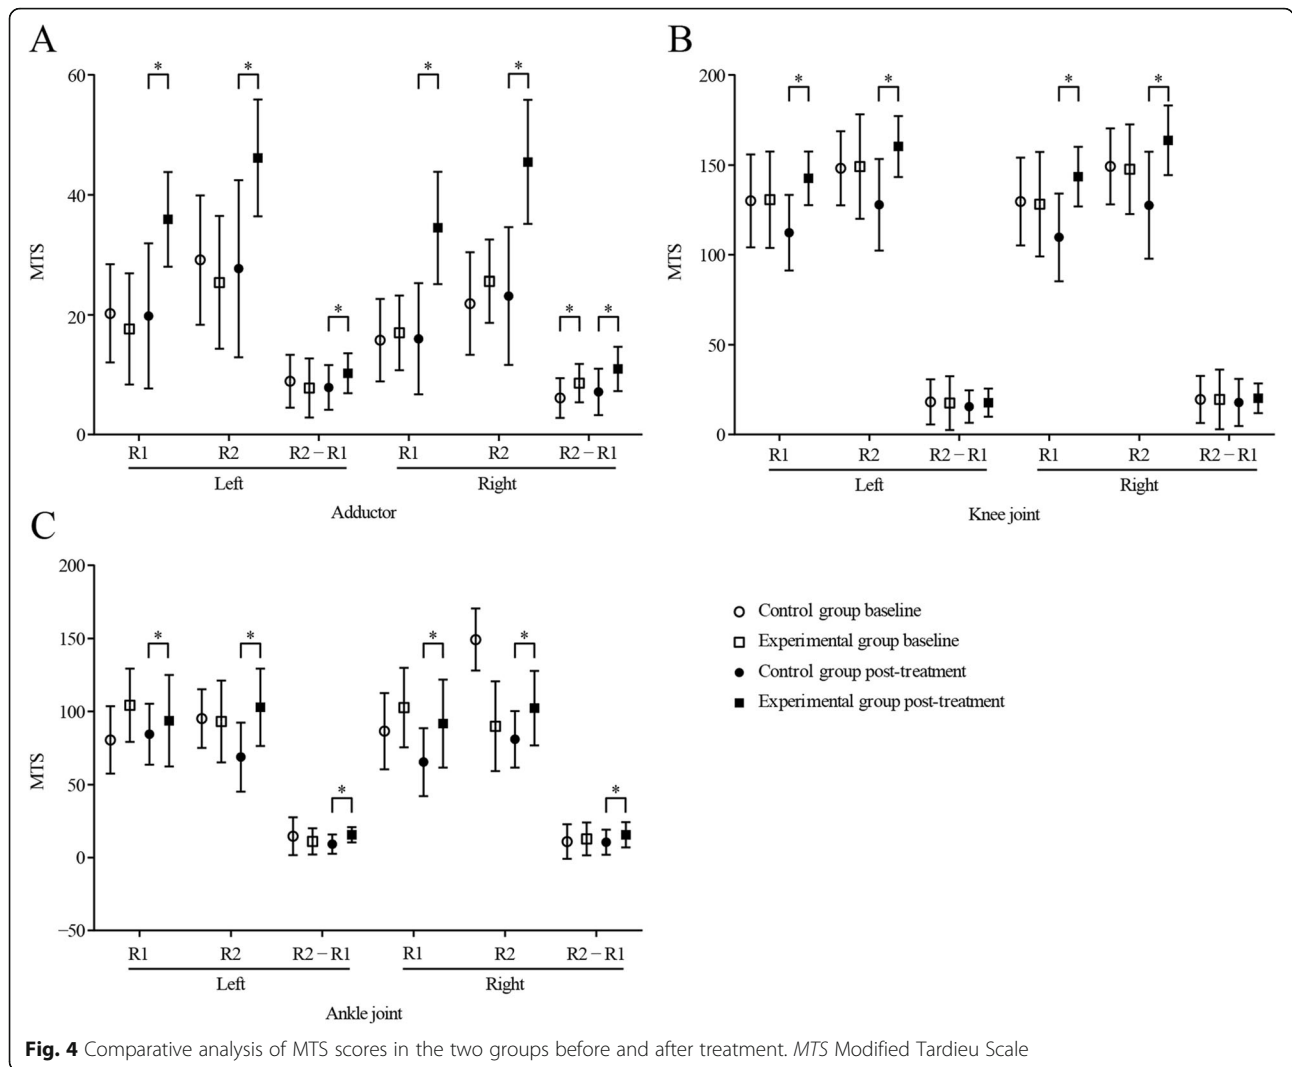 A
60
40
20
0
MTS
* * * * * * *
R1 R2 R2−R1 R1 R2 R2−R1
Left Right
Adductor
B
200
150
100
50
0
MTS
* * * *
R1 R2 R2−R1 R1 R2 R2−R1
Left Right
Knee joint
C
200
150
100
50
0
−50
MTS
* * * * * *
R1 R2 R2−R1 R1 R2 R2−R1
Left Right
Ankle joint
Control group baseline
Experimental group baseline
Control group post-treatment
Experimental group post-treatment
Fig. 4 Comparative analysis of MTS scores in the two groups before and after treatment. MTS Modified Tardieu Scale